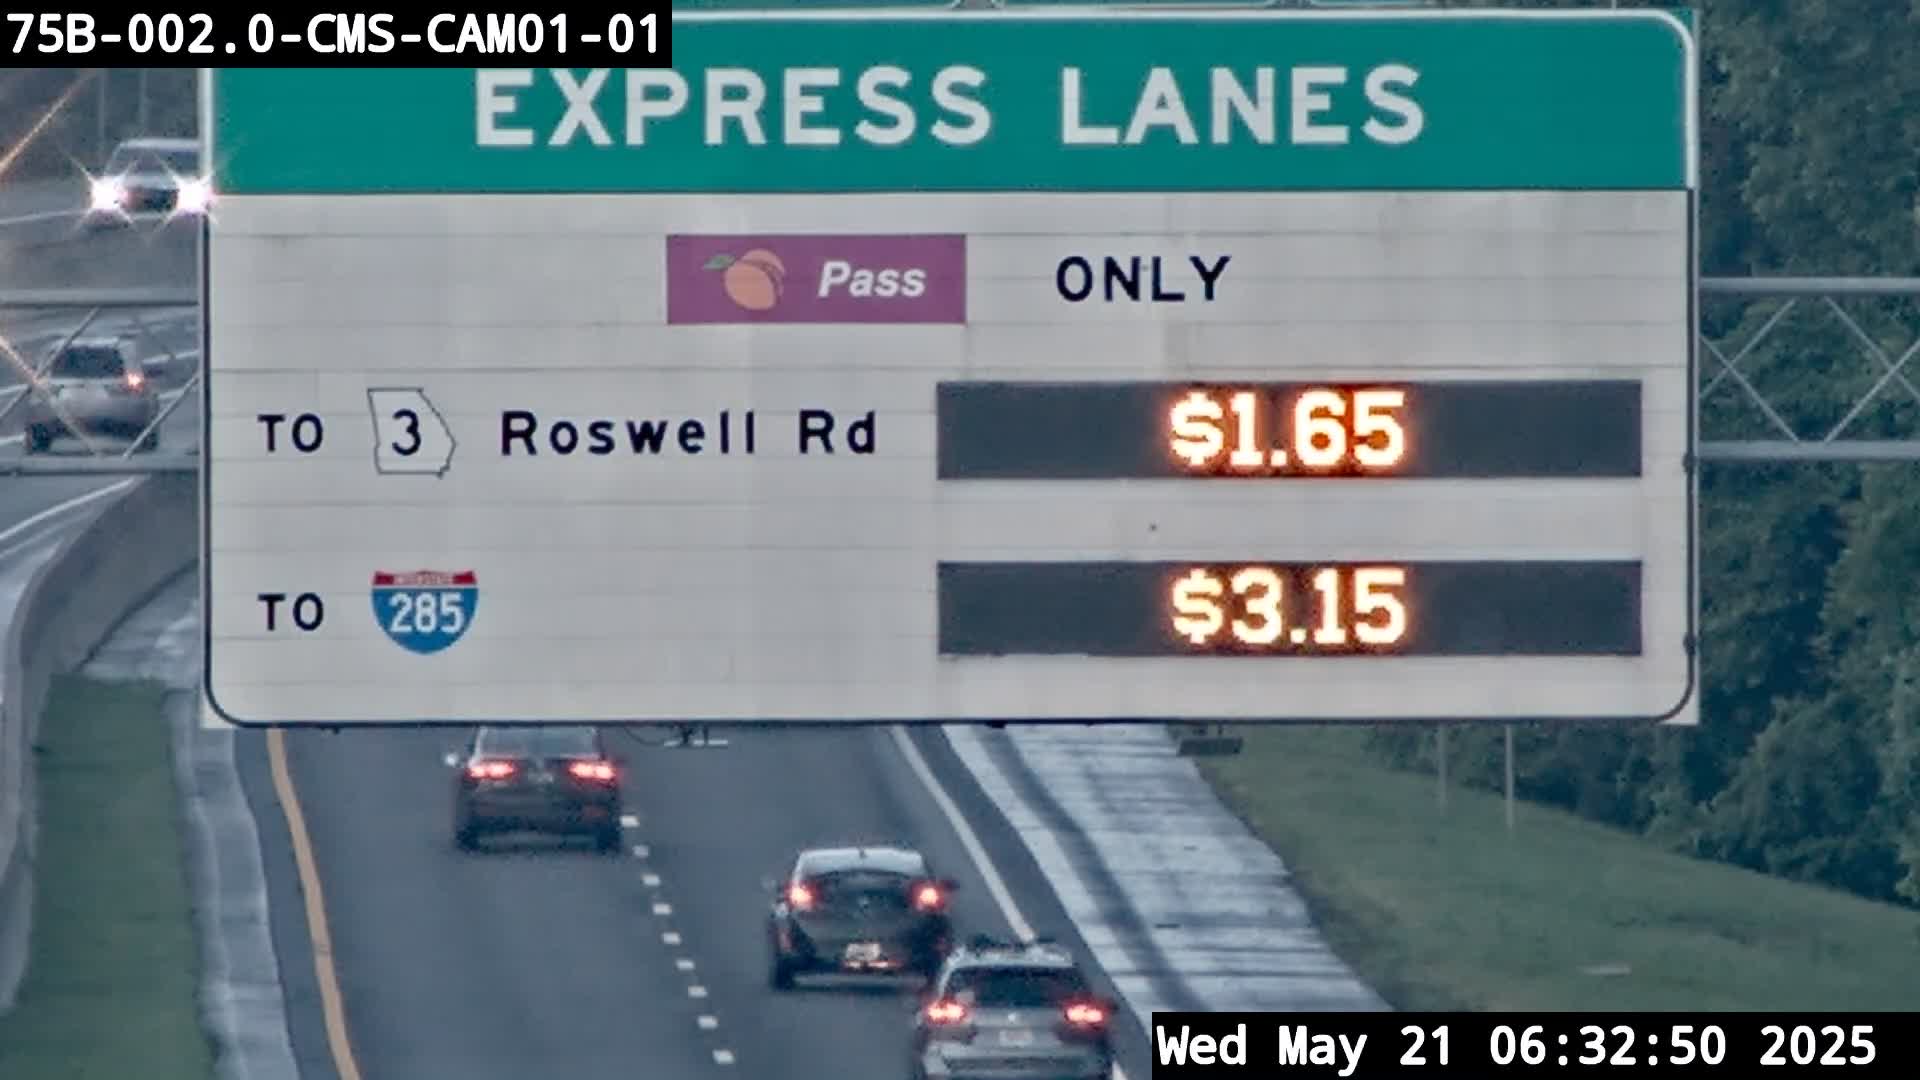 75B-002.0-CMS-CAM01-01
EXPRESS LANES
Pass ONLY
TO 3 Roswell Rd $1.65
TO INTERSTATE 285 $3.15
Wed May 21 06:32:50 2025